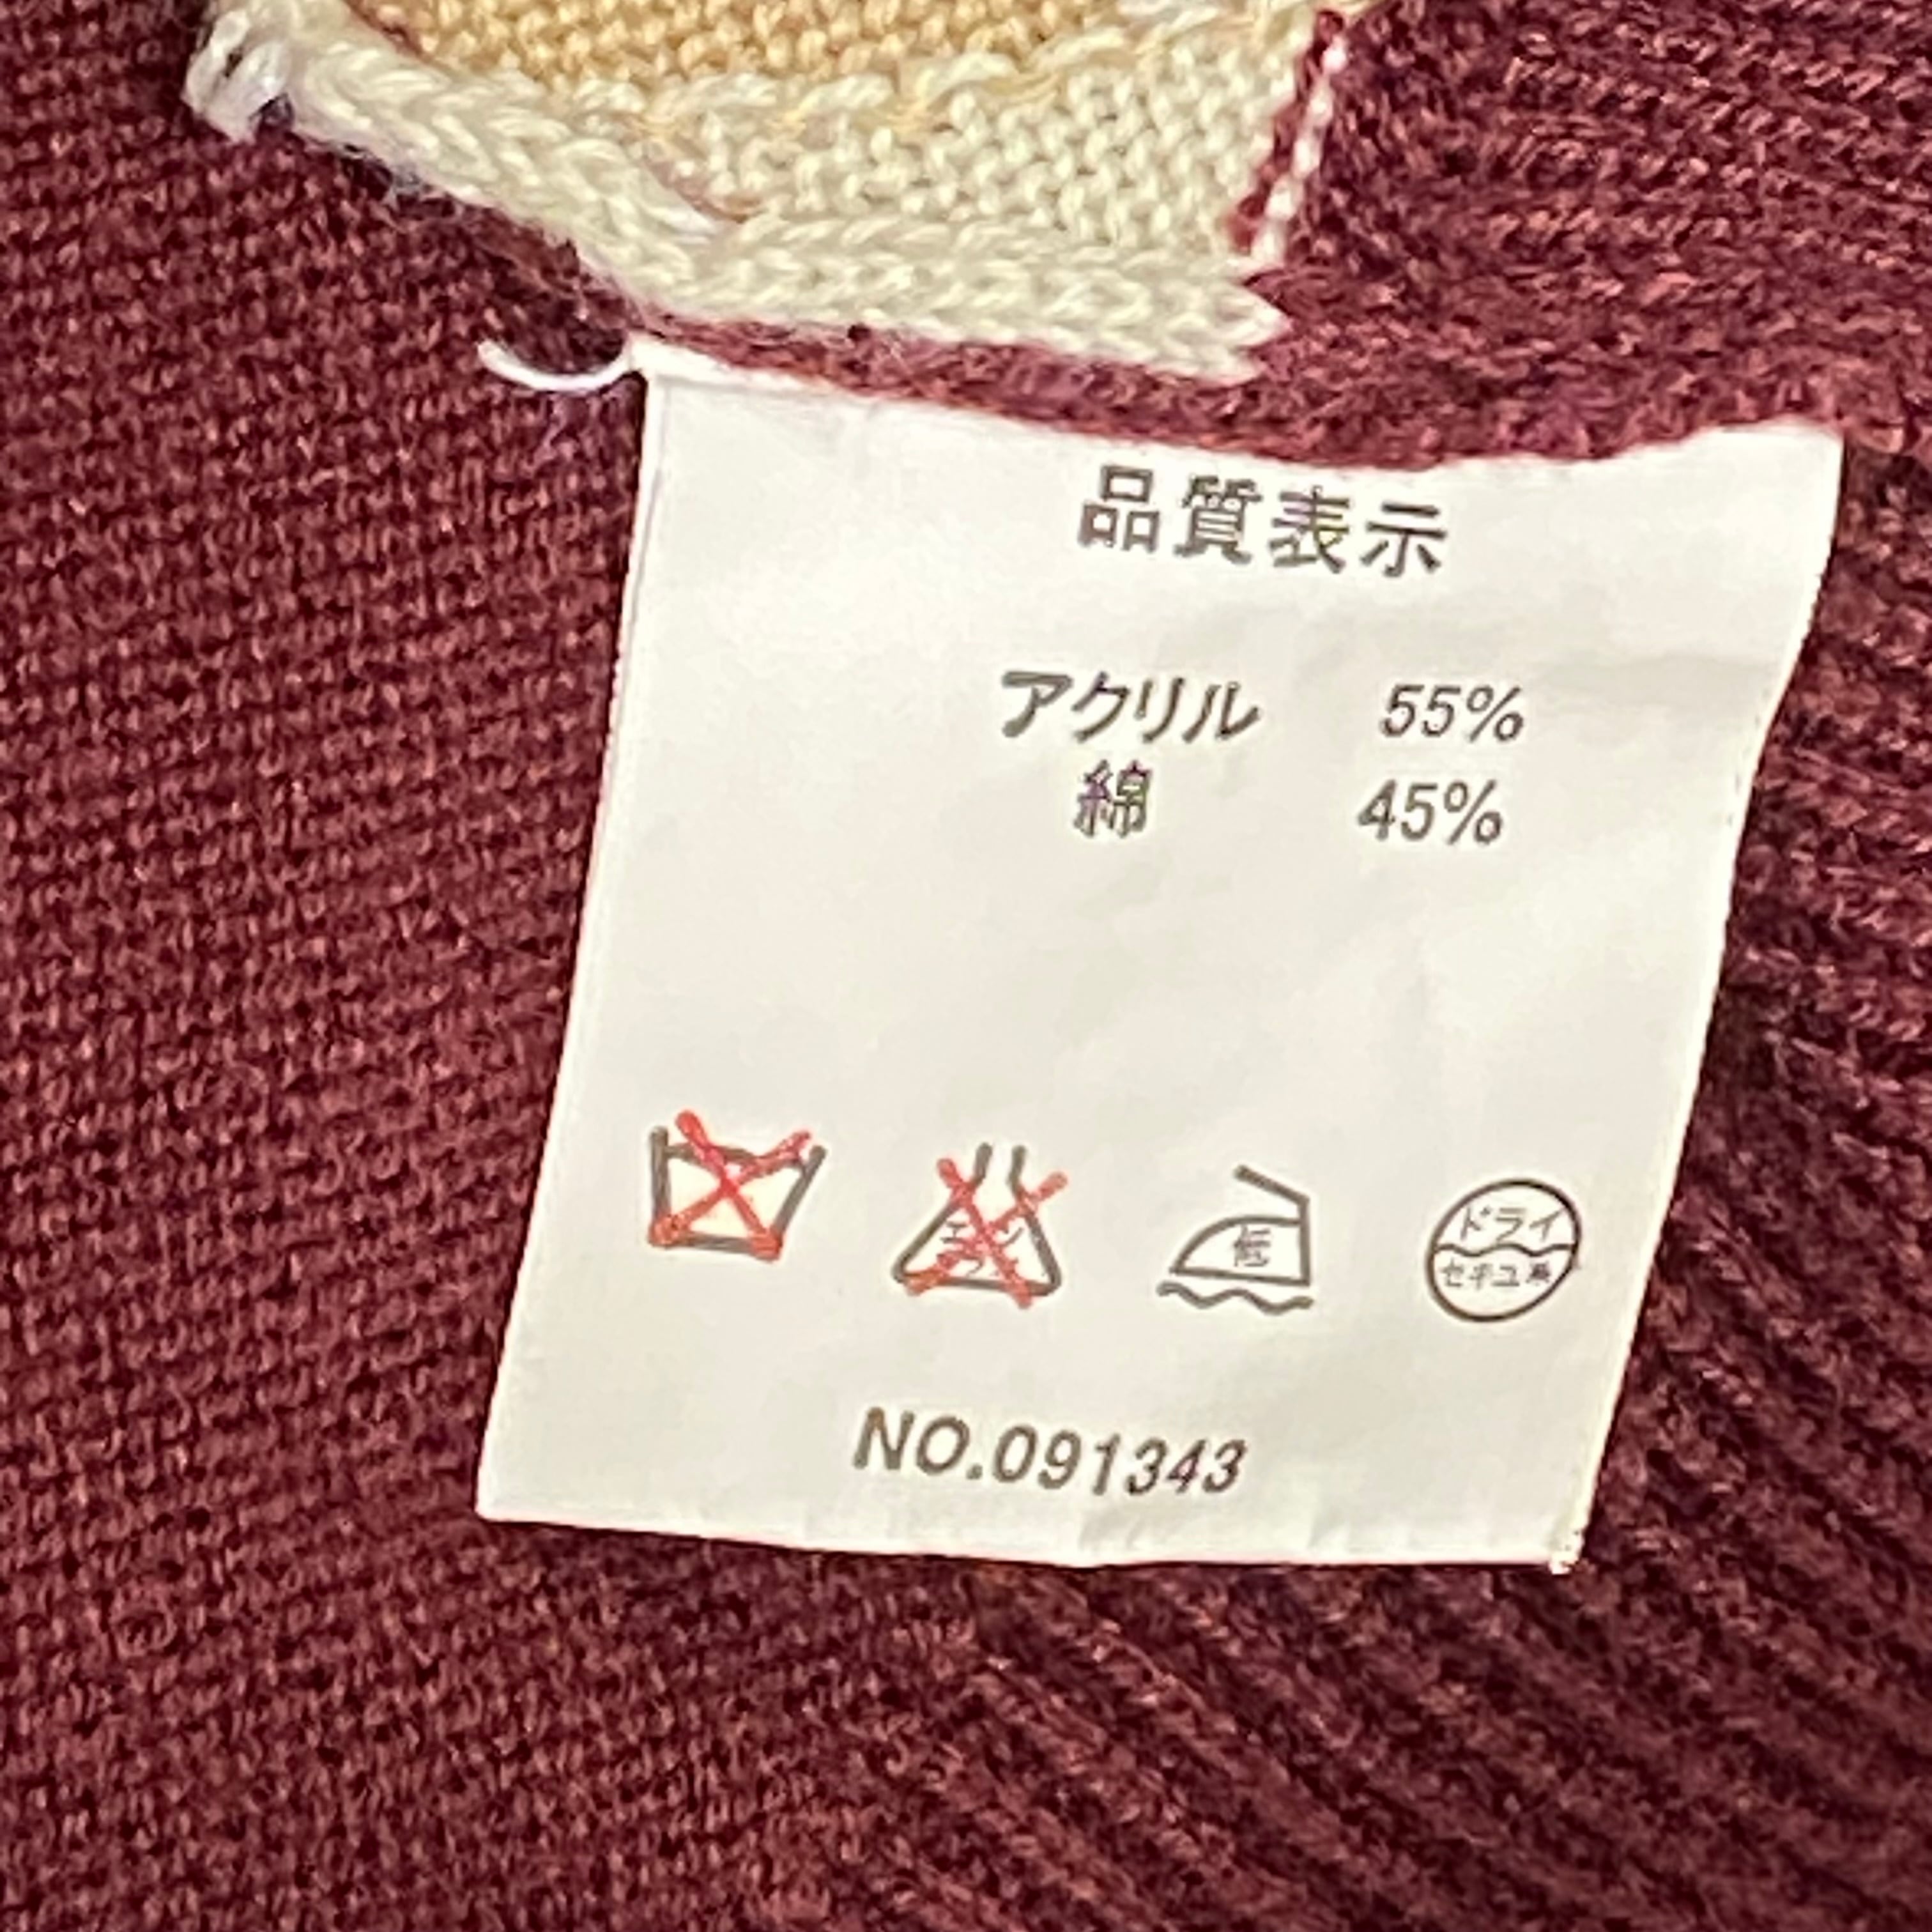 品質表示
アクリル 55%
綿 45%
低
ドライ
セキユ系
NO.091343